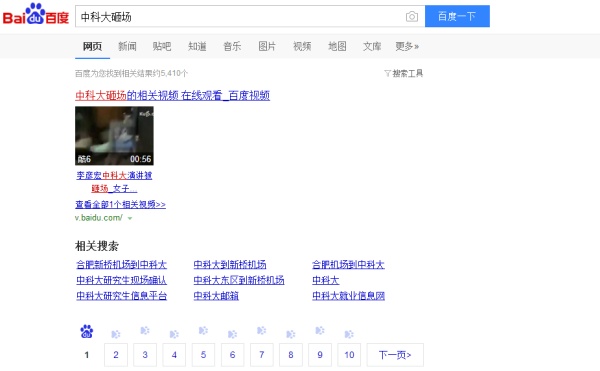 Baidu百度 中科大砸场 百度一下
网页 新闻 贴吧 知道 音乐 图片 视频 地图 文库 更多»
百度为您找到相关结果约5,410个 搜索工具
中科大砸场的相关视频 在线观看_百度视频
酷6 00:56
李彦宏中科大演讲被
砸场_女子...
查看全部1个相关视频>>
v.baidu.com/
相关搜索
合肥新桥机场到中科大 中科大到新桥机场 合肥机场到中科大
中科大研究生现场确认 中科大东区到新桥机场 中科大
中科大研究生信息平台 中科大邮箱 中科大就业信息网
1 2 3 4 5 6 7 8 9 10 下一页>